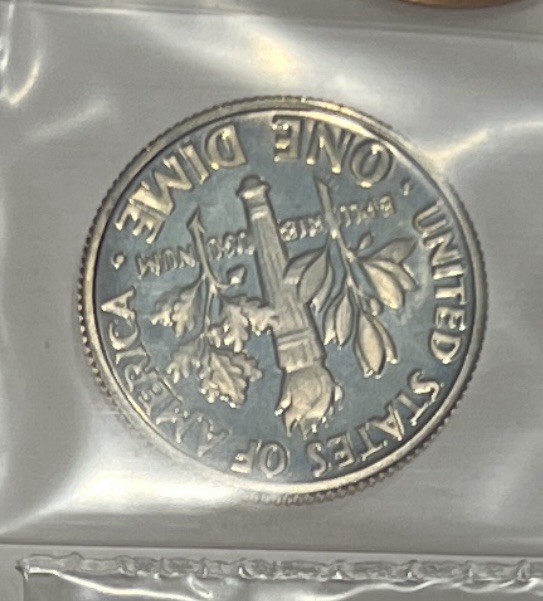 UNITED STATES OF AMERICA
E PLURIBUS UNUM
ONE DIME